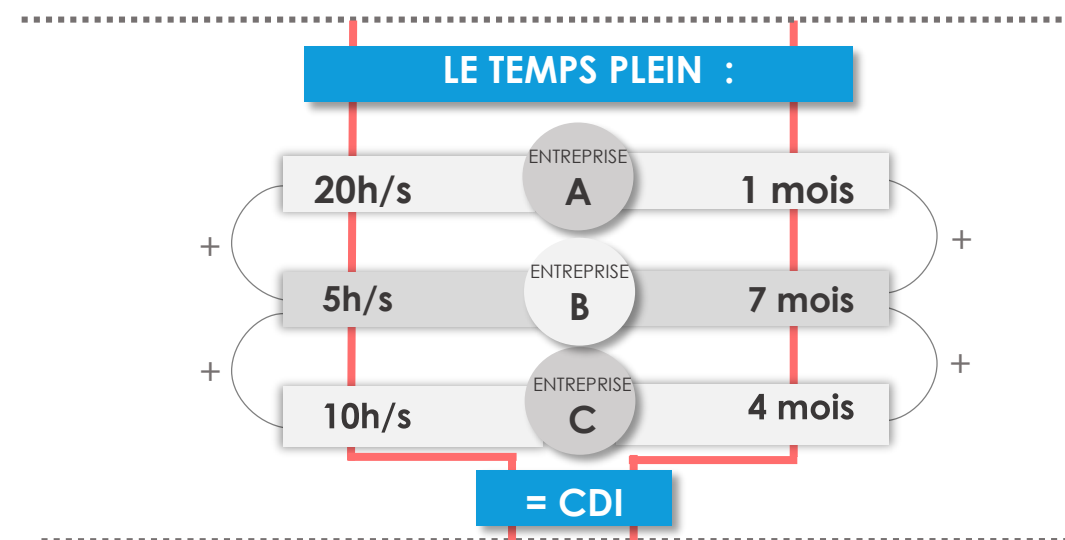 LE TEMPS PLEIN :
ENTREPRISE
20h/s A 1 mois
+ +
ENTREPRISE
5h/s B 7 mois
+ +
ENTREPRISE
10h/s C 4 mois
= CDI